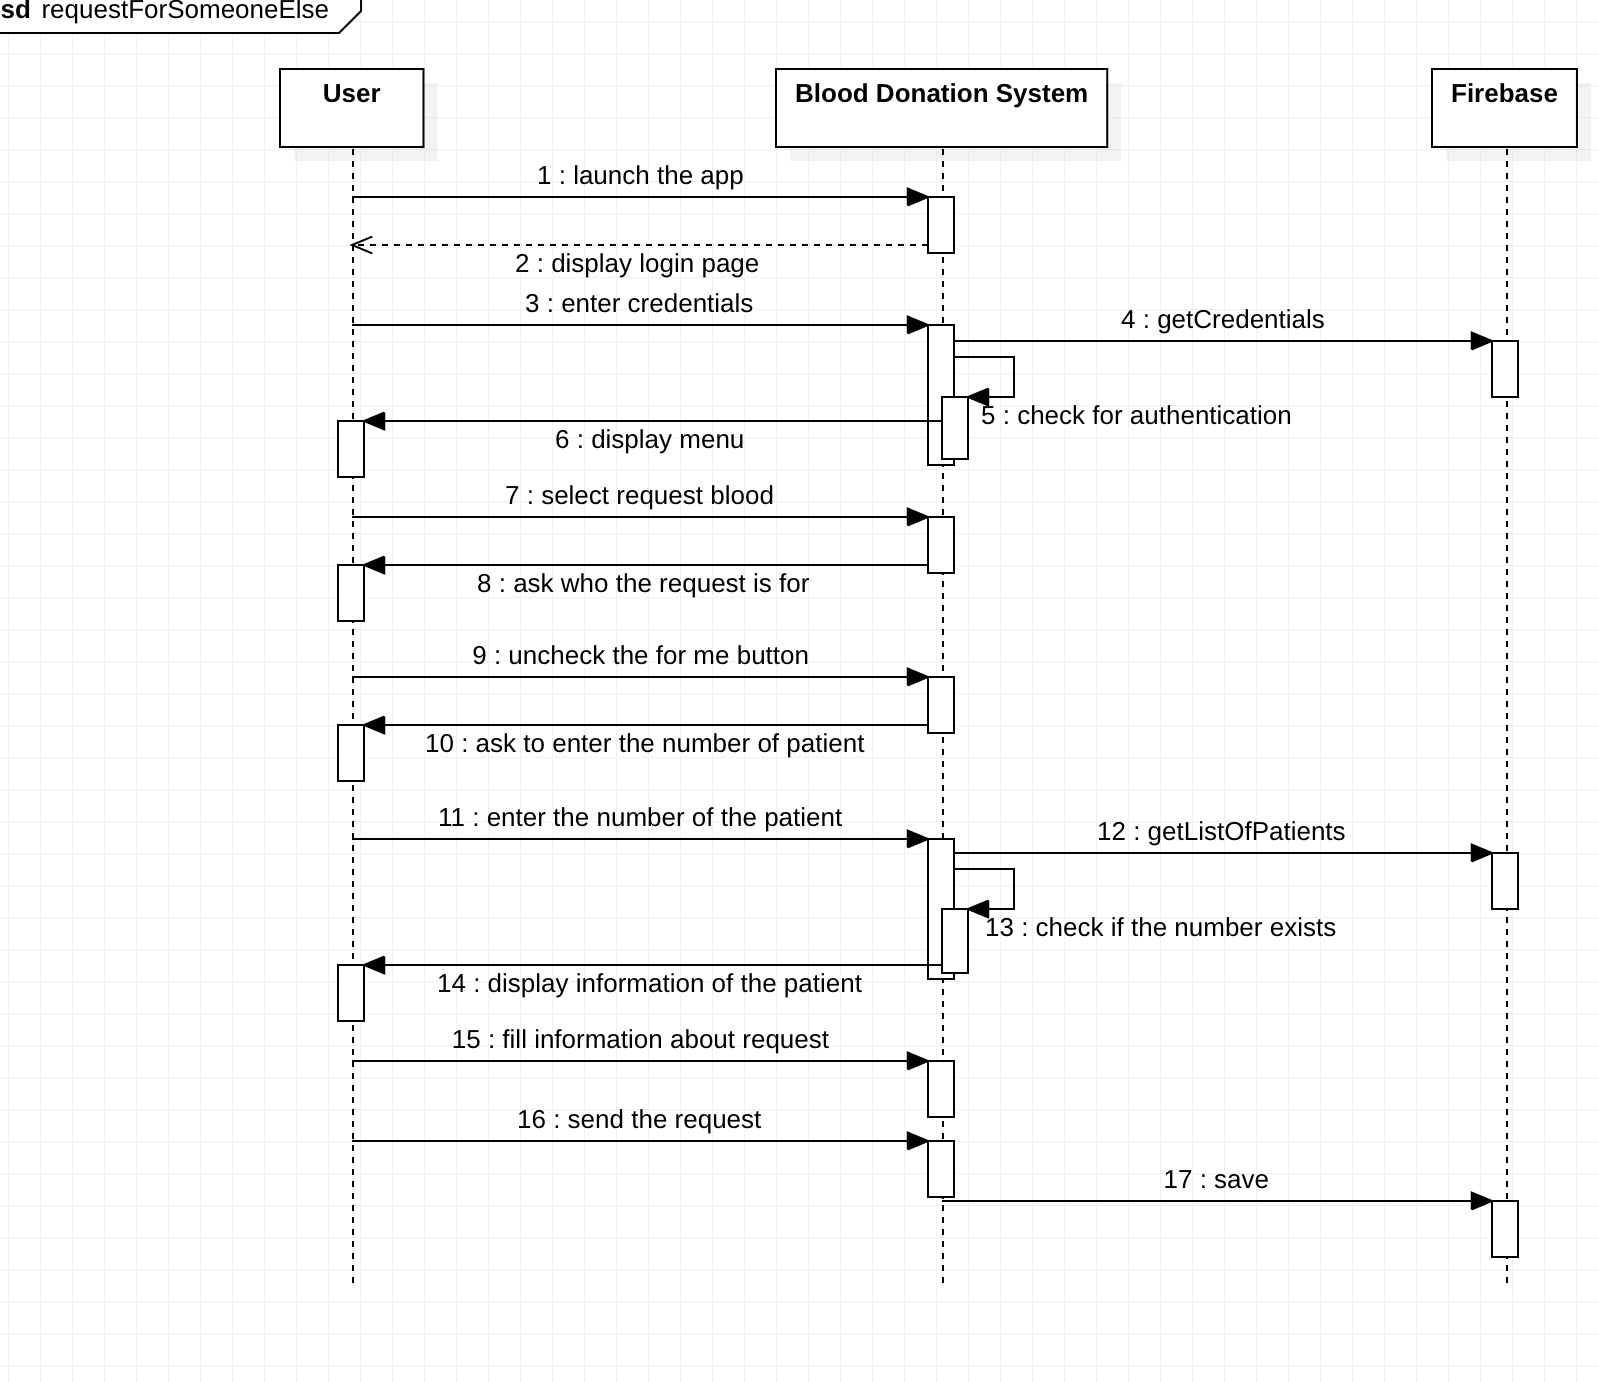 sd requestForSomeoneElse
User
Blood Donation System
Firebase
1 : launch the app
2 : display login page
3 : enter credentials
4 : getCredentials
5 : check for authentication
6 : display menu
7 : select request blood
8 : ask who the request is for
9 : uncheck the for me button
10 : ask to enter the number of patient
11 : enter the number of the patient
12 : getListOfPatients
13 : check if the number exists
14 : display information of the patient
15 : fill information about request
16 : send the request
17 : save